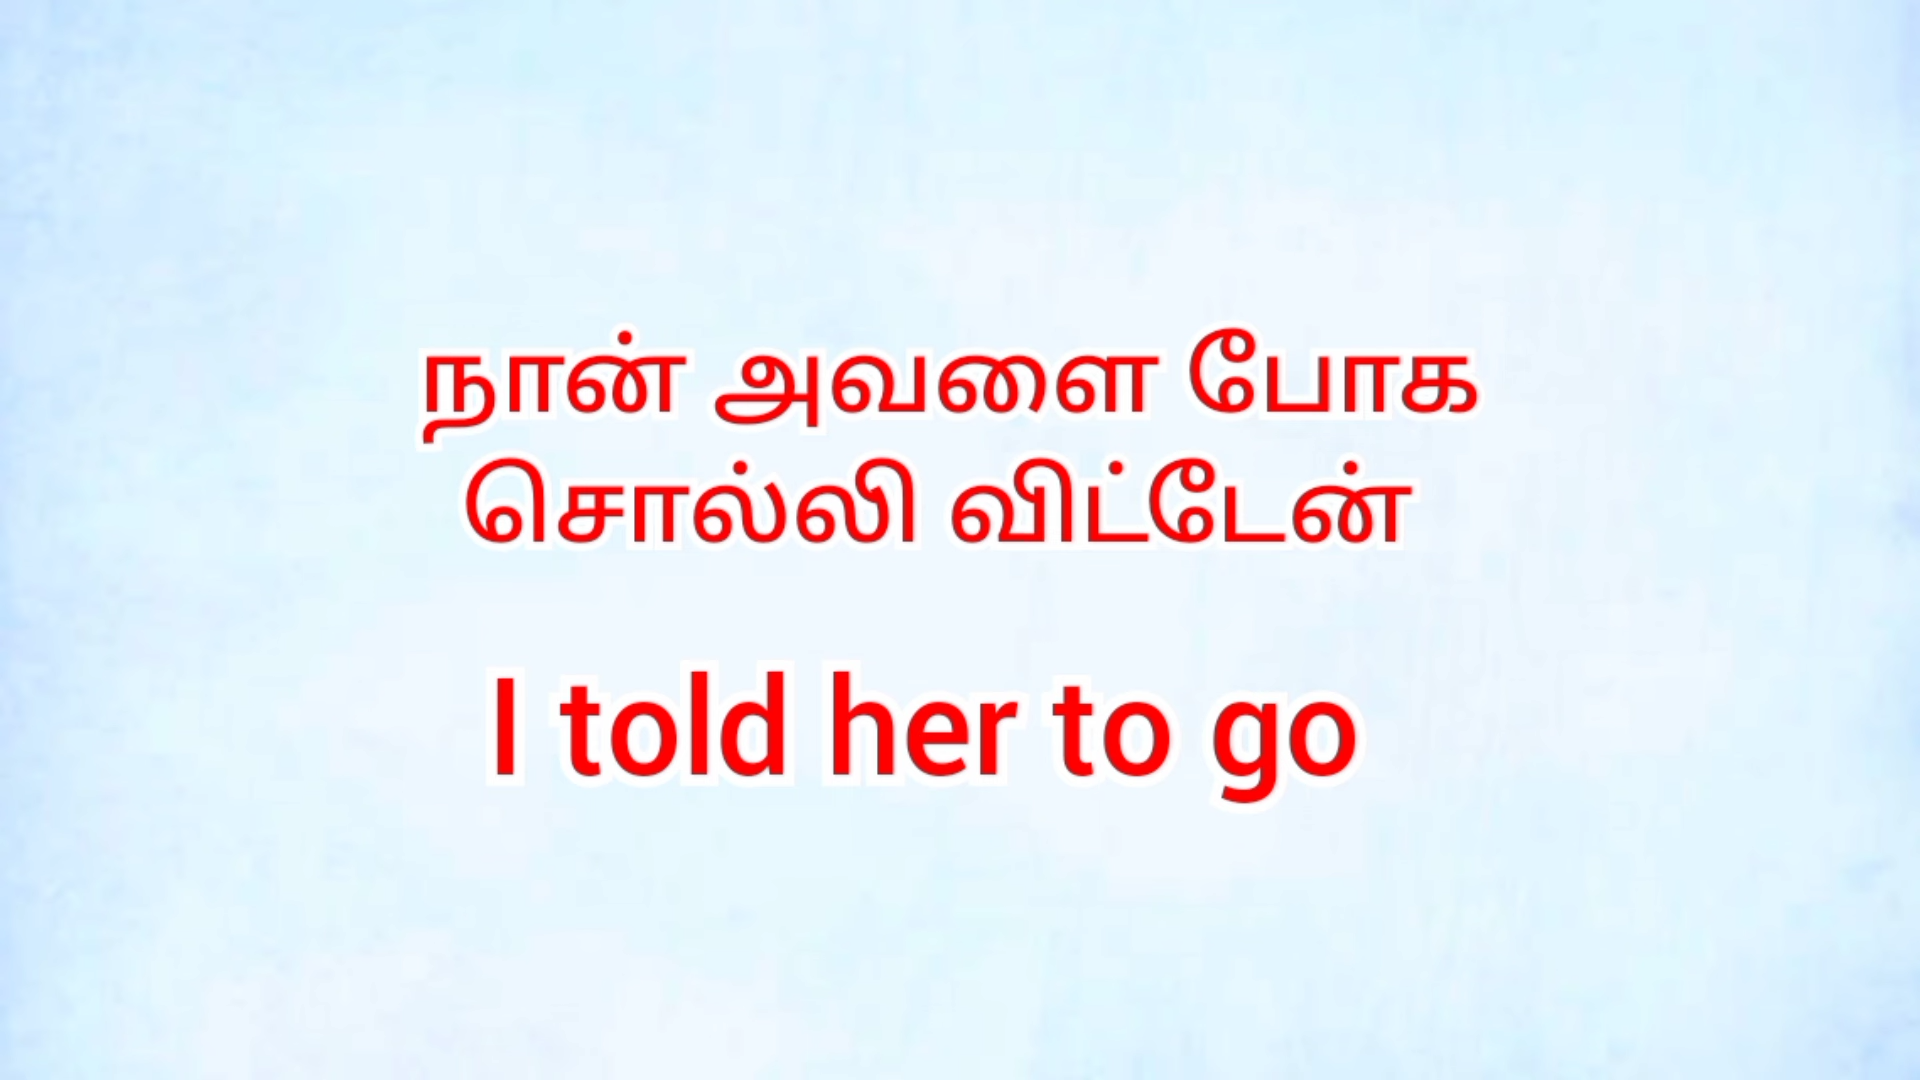 நான் அவளை போக
சொல்லி விட்டேன்
I told her to go